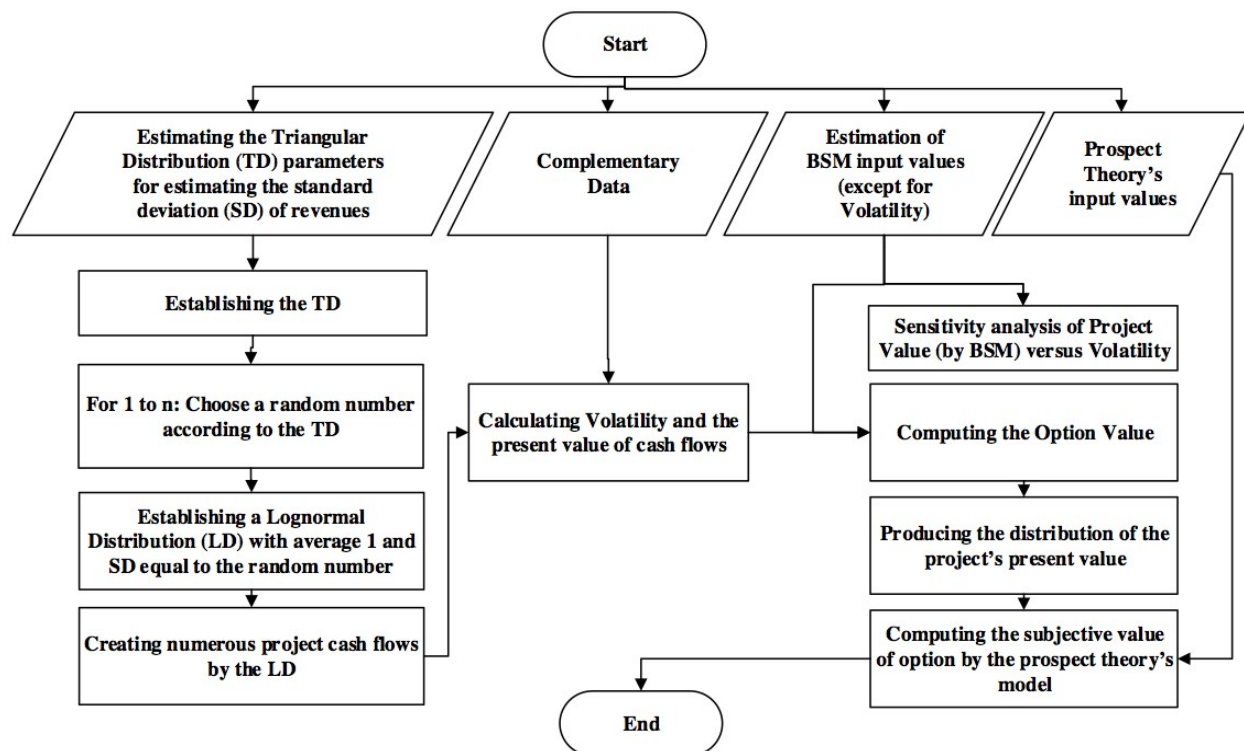 Start
Estimating the Triangular
Distribution (TD) parameters
for estimating the standard
deviation (SD) of revenues
Complementary
Data
Estimation of
BSM input values
(except for
Volatility)
Prospect
Theory's
input values
Establishing the TD
For 1 to n: Choose a random number
according to the TD
Establishing a Lognormal
Distribution (LD) with average 1 and
SD equal to the random number
Creating numerous project cash flows
by the LD
Calculating Volatility and the
present value of cash flows
Sensitivity analysis of Project
Value (by BSM) versus Volatility
Computing the Option Value
Producing the distribution of the
project's present value
Computing the subjective value
of option by the prospect theory's
model
End